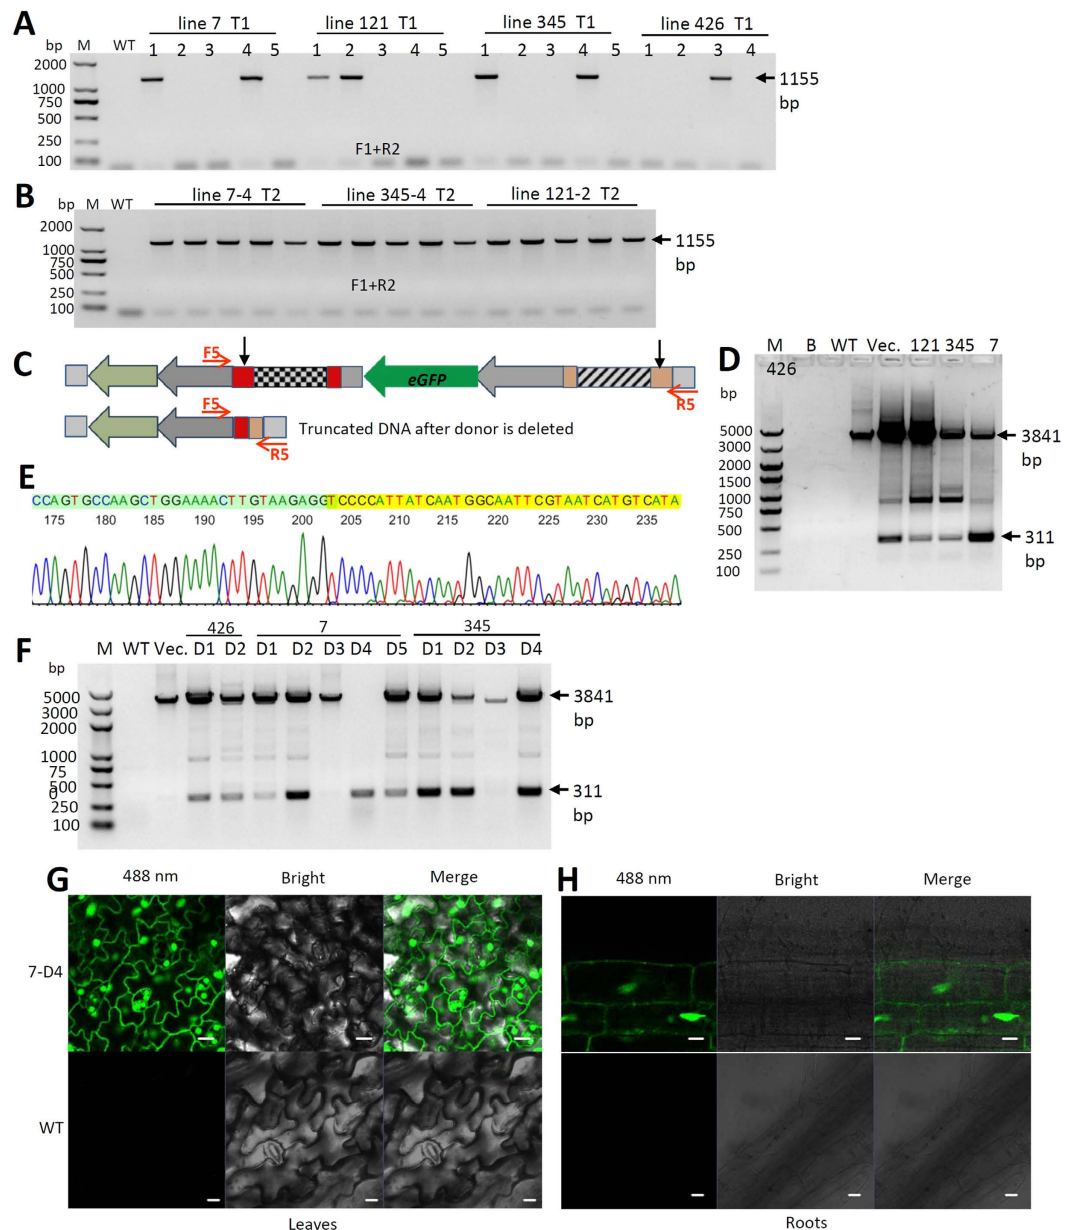 A
line 7 T1
line 121 T1
line 345 T1
line 426 T1
bp M WT 1 2 3 4 5 1 2 3 4 5 1 2 3 4 5 1 2 3 4
2000
1000
750
500
250
100
1155
bp
F1+R2
B
line 7-4 T2
line 345-4 T2
line 121-2 T2
bp M WT
2000
1000
750
500
250
100
1155
bp
F1+R2
C
F5
eGFP
R5
F5
R5
Truncated DNA after donor is deleted
D
M B WT Vec. 121 345 7
426
bp
5000
3000
2000
1500
1000
750
500
250
100
3841
bp
311
bp
E
CCAGTGCCAAGCTGGAAAACTTGTAAGAGGTCCCCATTATCAATGGCAATTCGTAATCATGTCATA
175 180 185 190 195 200 205 210 215 220 225 230 235
F
426
7
345
M WT Vec. D1 D2 D1 D2 D3 D4 D5 D1 D2 D3 D4
bp
5000
3000
2000
1000
75
500
0
250
100
3841
bp
311
bp
G
488 nm Bright Merge
7-D4
WT
Leaves
H
488 nm Bright Merge
Roots